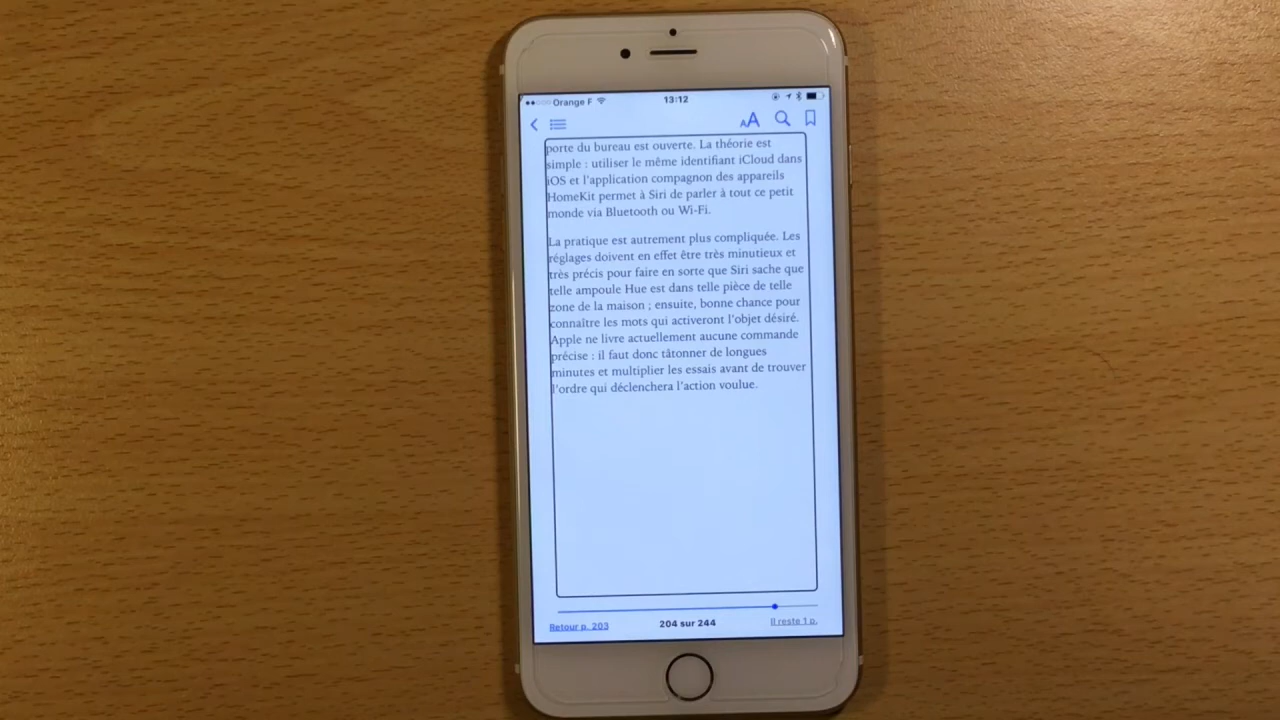 Orange F
13:12
AA
porte du bureau est ouverte. La théorie est
simple : utiliser le même identifiant iCloud dans
iOS et l'application compagnon des appareils
HomeKit permet à Siri de parler à tout ce petit
monde via Bluetooth ou Wi-Fi.
La pratique est autrement plus compliquée. Les
réglages doivent en effet être très minutieux et
très précis pour faire en sorte que Siri sache que
telle ampoule Hue est dans telle pièce de telle
zone de la maison ; ensuite, bonne chance pour
connaître les mots qui activeront l'objet désiré.
Apple ne livre actuellement aucune commande
précise : il faut donc tâtonner de longues
minutes et multiplier les essais avant de trouver
l'ordre qui déclenchera l'action voulue.
Retour p. 203
204 sur 244
Il reste 1 p.